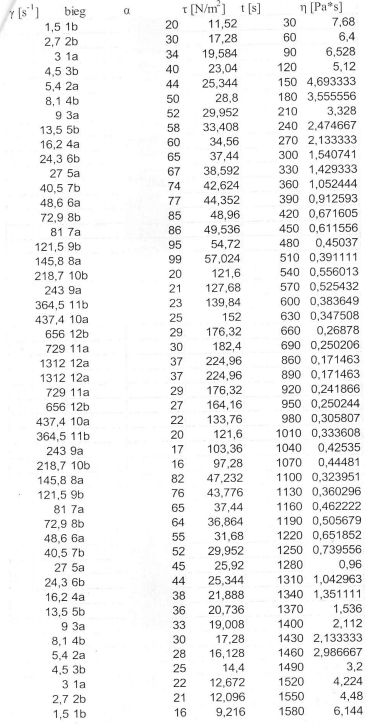 γ [s⁻¹] bieg α τ [N/m²] t [s] η [Pa*s]
1,5 1b 20 11,52 30 7,68
2,7 2b 30 17,28 60 6,4
3 1a 34 19,584 90 6,528
4,5 3b 40 23,04 120 5,12
5,4 2a 44 25,344 150 4,693333
8,1 4b 50 28,8 180 3,555556
9 3a 52 29,952 210 3,328
13,5 5b 58 33,408 240 2,474667
16,2 4a 60 34,56 270 2,133333
24,3 6b 65 37,44 300 1,540741
27 5a 67 38,592 330 1,429333
40,5 7b 74 42,624 360 1,052444
48,6 6a 77 44,352 390 0,912593
72,9 8b 85 48,96 420 0,671605
81 7a 86 49,536 450 0,611556
121,5 9b 95 54,72 480 0,45037
145,8 8a 99 57,024 510 0,391111
218,7 10b 20 121,6 540 0,556013
243 9a 21 127,68 570 0,525432
364,5 11b 23 139,84 600 0,383649
437,4 10a 25 152 630 0,347508
656 12b 29 176,32 660 0,26878
729 11a 30 182,4 690 0,250206
1312 12a 37 224,96 860 0,171463
1312 12a 37 224,96 890 0,171463
729 11a 29 176,32 920 0,241866
656 12b 27 164,16 950 0,250244
437,4 10a 22 133,76 980 0,305807
364,5 11b 20 121,6 1010 0,333608
243 9a 17 103,36 1040 0,42535
218,7 10b 16 97,28 1070 0,44481
145,8 8a 82 47,232 1100 0,323951
121,5 9b 76 43,776 1130 0,360296
81 7a 65 37,44 1160 0,462222
72,9 8b 64 36,864 1190 0,505679
48,6 6a 55 31,68 1220 0,651852
40,5 7b 52 29,952 1250 0,739556
27 5a 45 25,92 1280 0,96
24,3 6b 44 25,344 1310 1,042963
16,2 4a 38 21,888 1340 1,351111
13,5 5b 36 20,736 1370 1,536
9 3a 33 19,008 1400 2,112
8,1 4b 30 17,28 1430 2,133333
5,4 2a 28 16,128 1460 2,986667
4,5 3b 25 14,4 1490 3,2
3 1a 22 12,672 1520 4,224
2,7 2b 21 12,096 1550 4,48
1,5 1b 16 9,216 1580 6,144